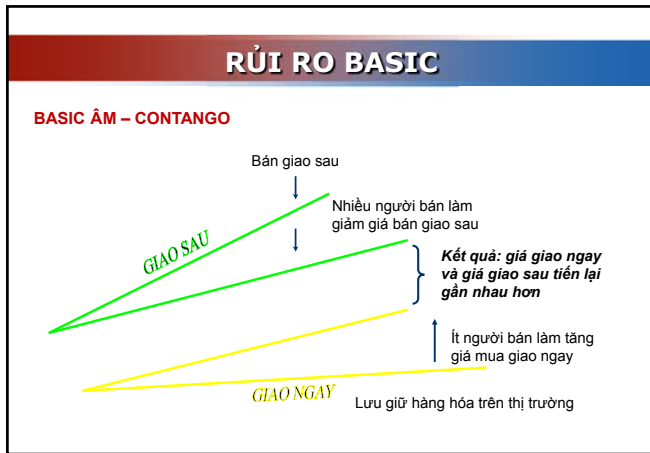 RỦI RO BASIC
BASIC ÂM – CONTANGO
Bán giao sau
Nhiều người bán làm
giảm giá bán giao sau
GIAO SAU
Kết quả: giá giao ngay
và giá giao sau tiến lại
gần nhau hơn
Ít người bán làm tăng
giá mua giao ngay
GIAO NGAY
Lưu giữ hàng hóa trên thị trường